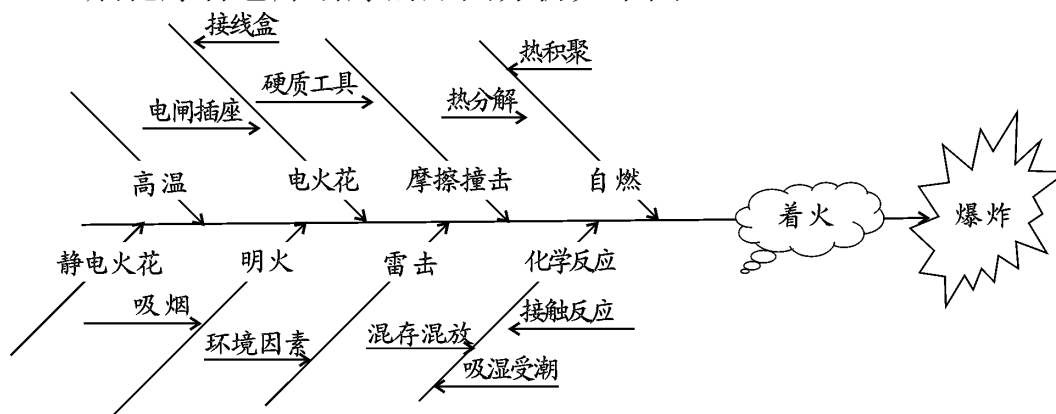 接线盒
热积聚
硬质工具
热分解
电闸插座
高温
电火花
摩擦撞击
自燃
着火
爆炸
静电火花
明火
雷击
化学反应
吸烟
接触反应
环境因素
混存混放
吸湿受潮